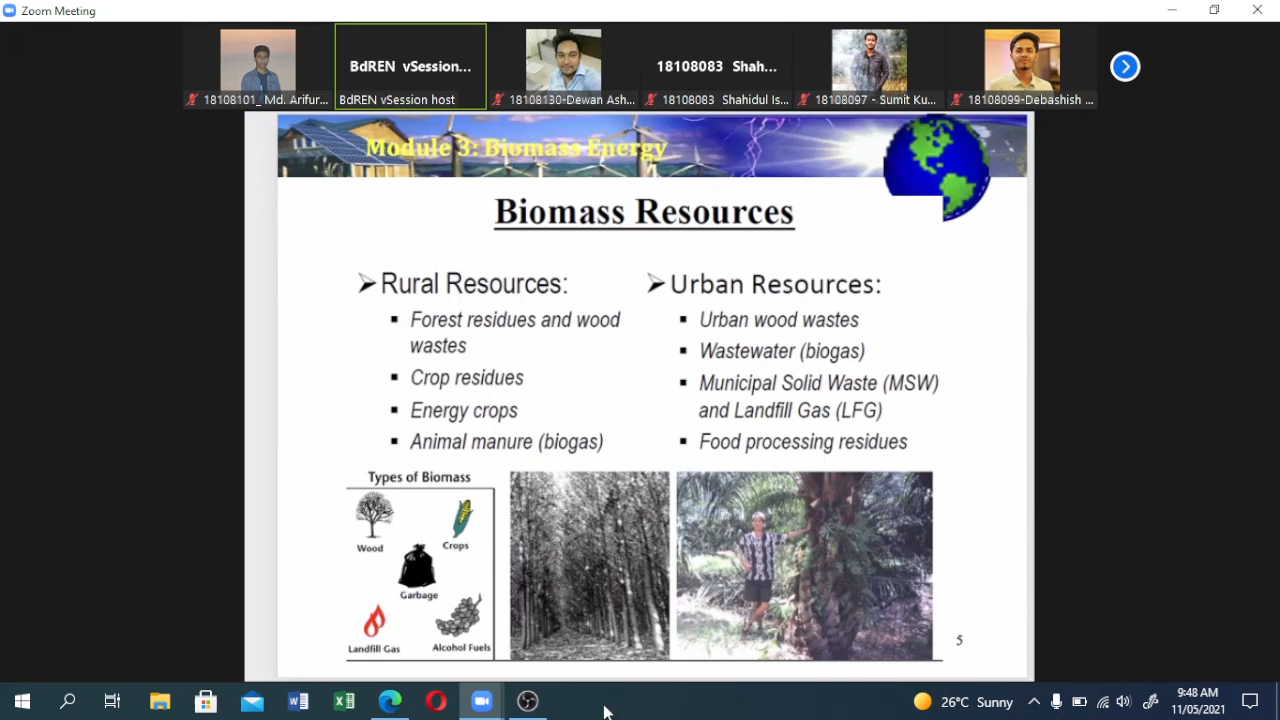 Zoom Meeting
BdREN vSession...
18108083 Shah...
18108101_ Md. Arifur...
BdREN vSession host
18108130-Dewan Ash...
18108083 Shahidul Is...
18108097 - Sumit Ku...
18108099-Debashish ...
Module 3: Biomass Energy
Biomass Resources
Rural Resources:
Forest residues and wood
wastes
Crop residues
Energy crops
Animal manure (biogas)
Urban Resources:
Urban wood wastes
Wastewater (biogas)
Municipal Solid Waste (MSW)
and Landfill Gas (LFG)
Food processing residues
Types of Biomass
Wood
Crops
Garbage
Landfill Gas
Alcohol Fuels
5
26°C Sunny
9:48 AM
11/05/2021